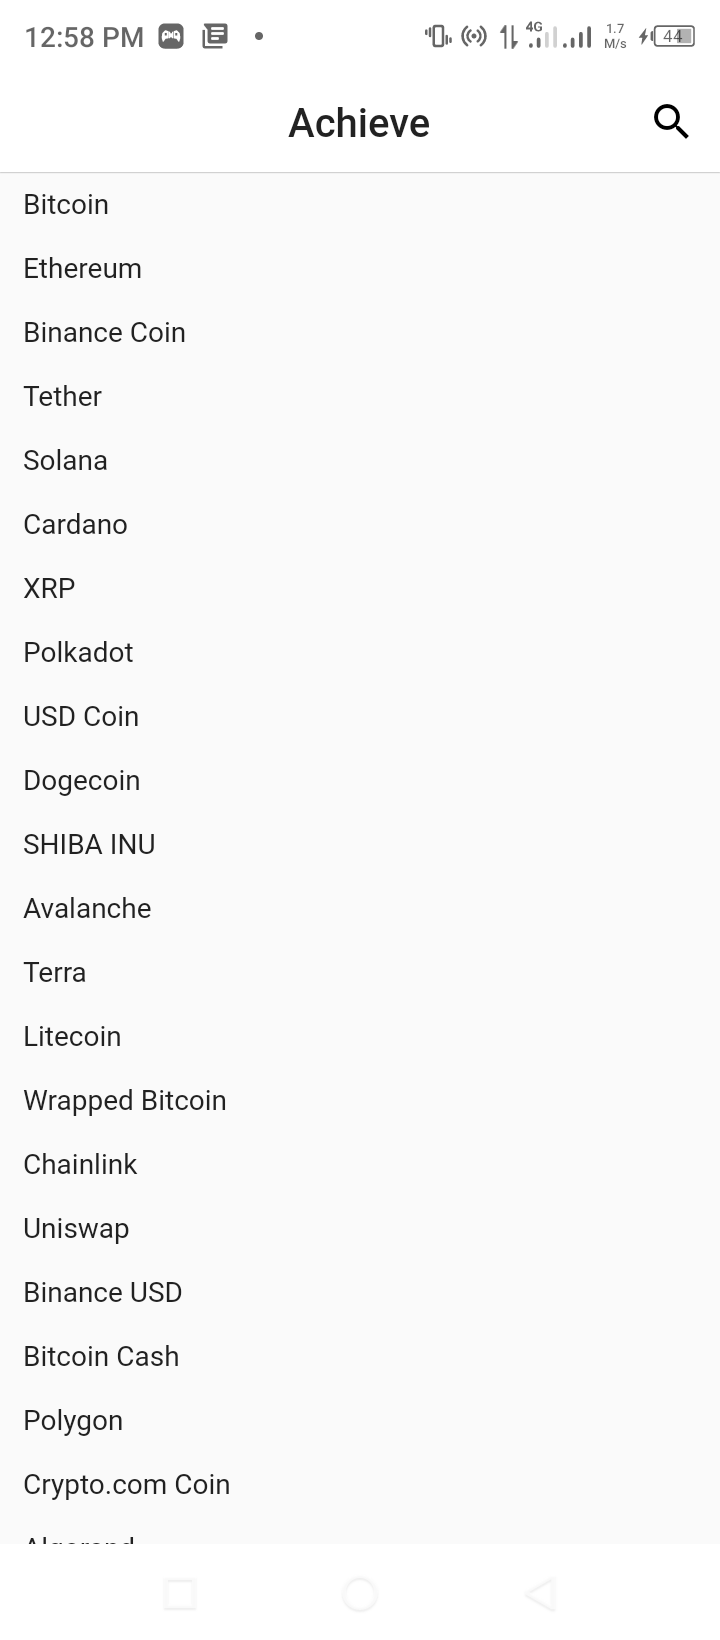 12:58 PM
4G
1.7
M/s
44
Achieve
Bitcoin
Ethereum
Binance Coin
Tether
Solana
Cardano
XRP
Polkadot
USD Coin
Dogecoin
SHIBA INU
Avalanche
Terra
Litecoin
Wrapped Bitcoin
Chainlink
Uniswap
Binance USD
Bitcoin Cash
Polygon
Crypto.com Coin
Algorand